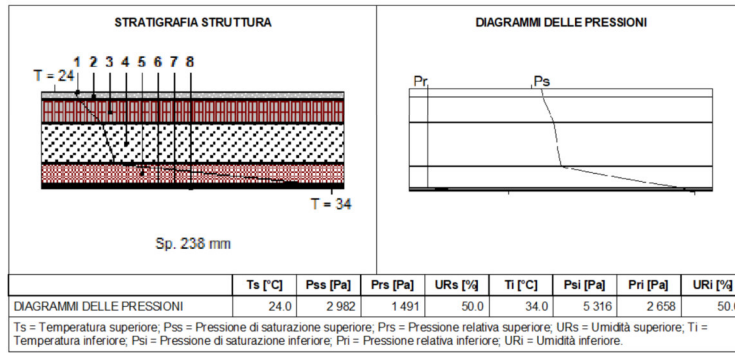 STRATIGRAFIA STRUTTURA
DIAGRAMMI DELLE PRESSIONI
1 2 3 4 5 6 7 8
T = 24
T = 34
Sp. 238 mm
Pr
Ps
Ts [°C] Pss [Pa] Prs [Pa] URs [%] Ti [°C] Psi [Pa] Pri [Pa] URi [%]
DIAGRAMMI DELLE PRESSIONI 24.0 2 982 1 491 50.0 34.0 5 316 2 658 50.0
Ts = Temperatura superiore; Pss = Pressione di saturazione superiore; Prs = Pressione relativa superiore; URs = Umidità superiore; Ti =
Temperatura inferiore; Psi = Pressione di saturazione inferiore; Pri = Pressione relativa inferiore; URi = Umidità inferiore.